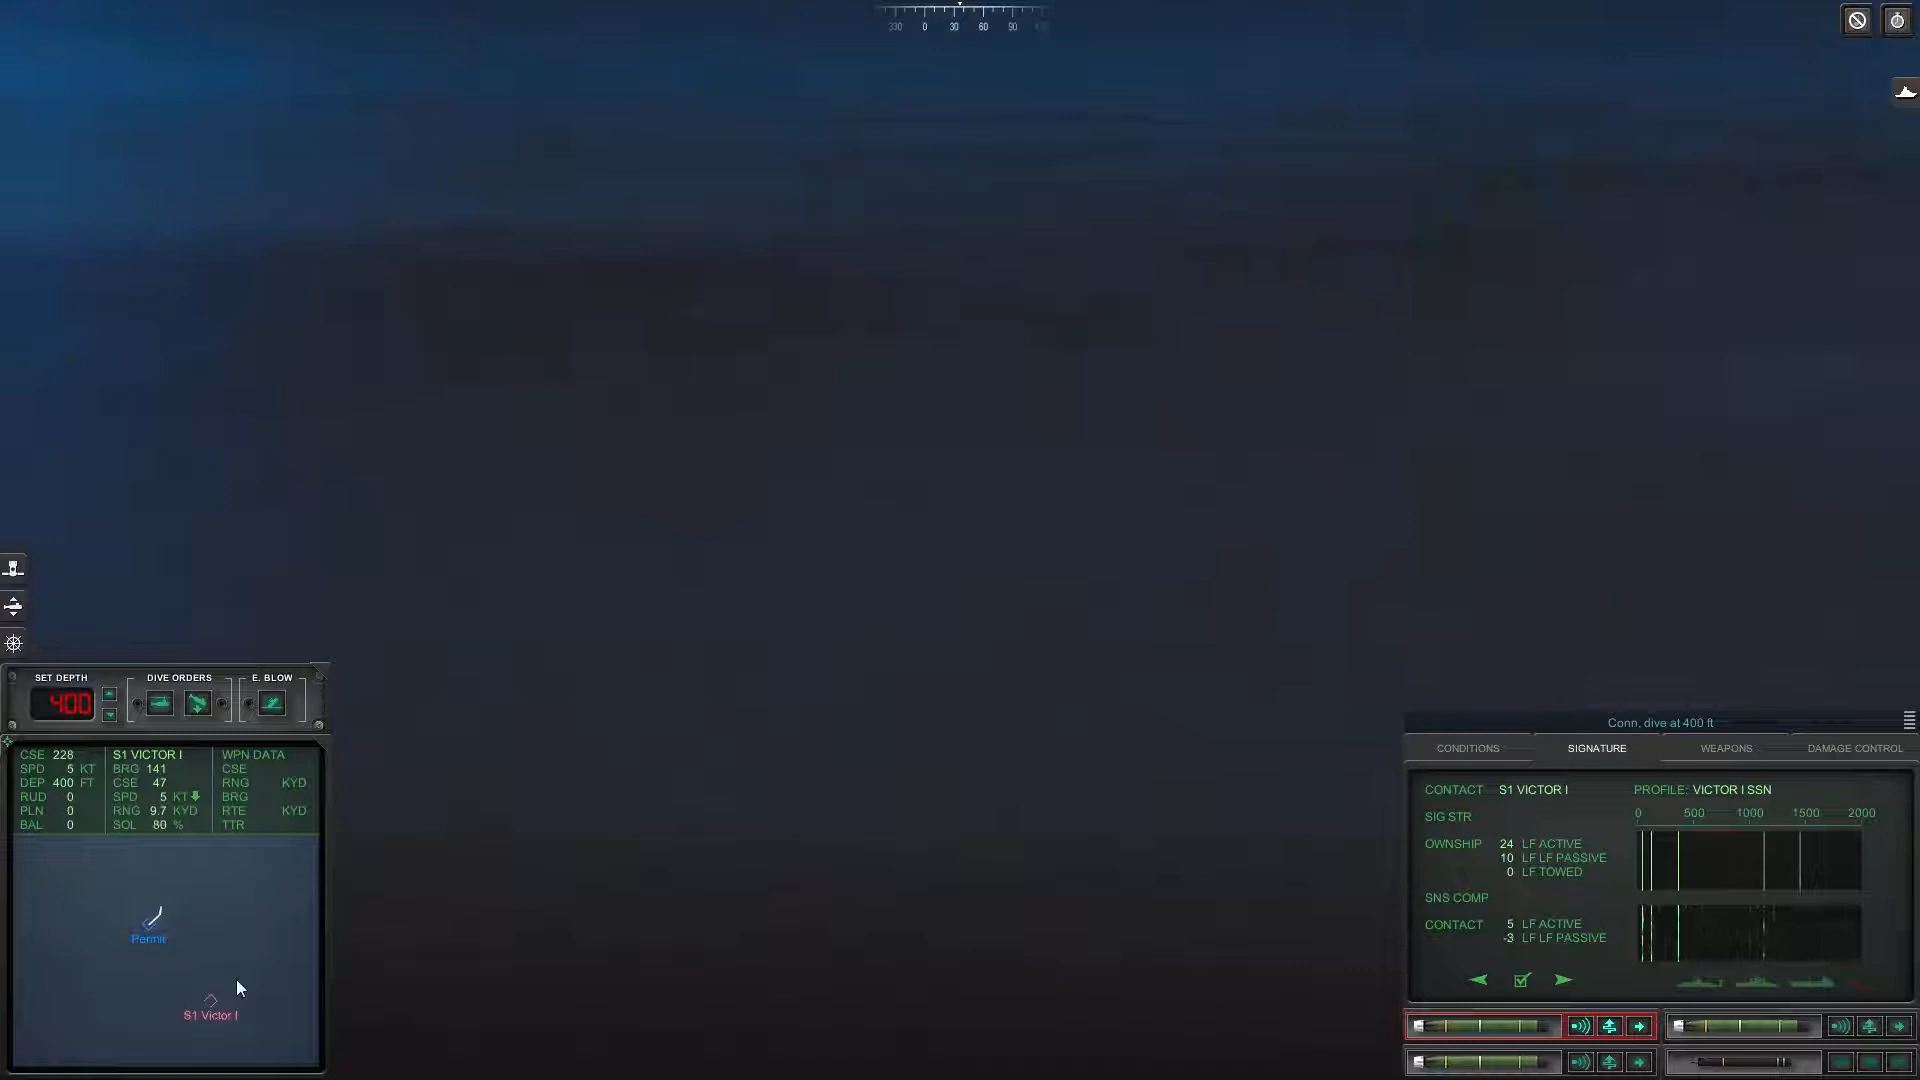 330 0 30 60 90
SET DEPTH DIVE ORDERS E. BLOW
400
CSE 228 S1 VICTOR I WPN DATA
SPD 5 KT BRG 141 CSE
DEP 400 FT CSE 47 RNG KYD
RUD 0 SPD 5 KT BRG
PLN 0 RNG 9.7 KYD RTE KYD
BAL 0 SOL 80 % TTR
Permit
S1 Victor I
Conn, dive at 400 ft
CONDITIONS SIGNATURE WEAPONS DAMAGE CONTROL
CONTACT S1 VICTOR I PROFILE: VICTOR I SSN
SIG STR 0 500 1000 1500 2000
OWNSHIP 24 LF ACTIVE
10 LF LF PASSIVE
0 LF TOWED
SNS COMP
CONTACT 5 LF ACTIVE
-3 LF LF PASSIVE